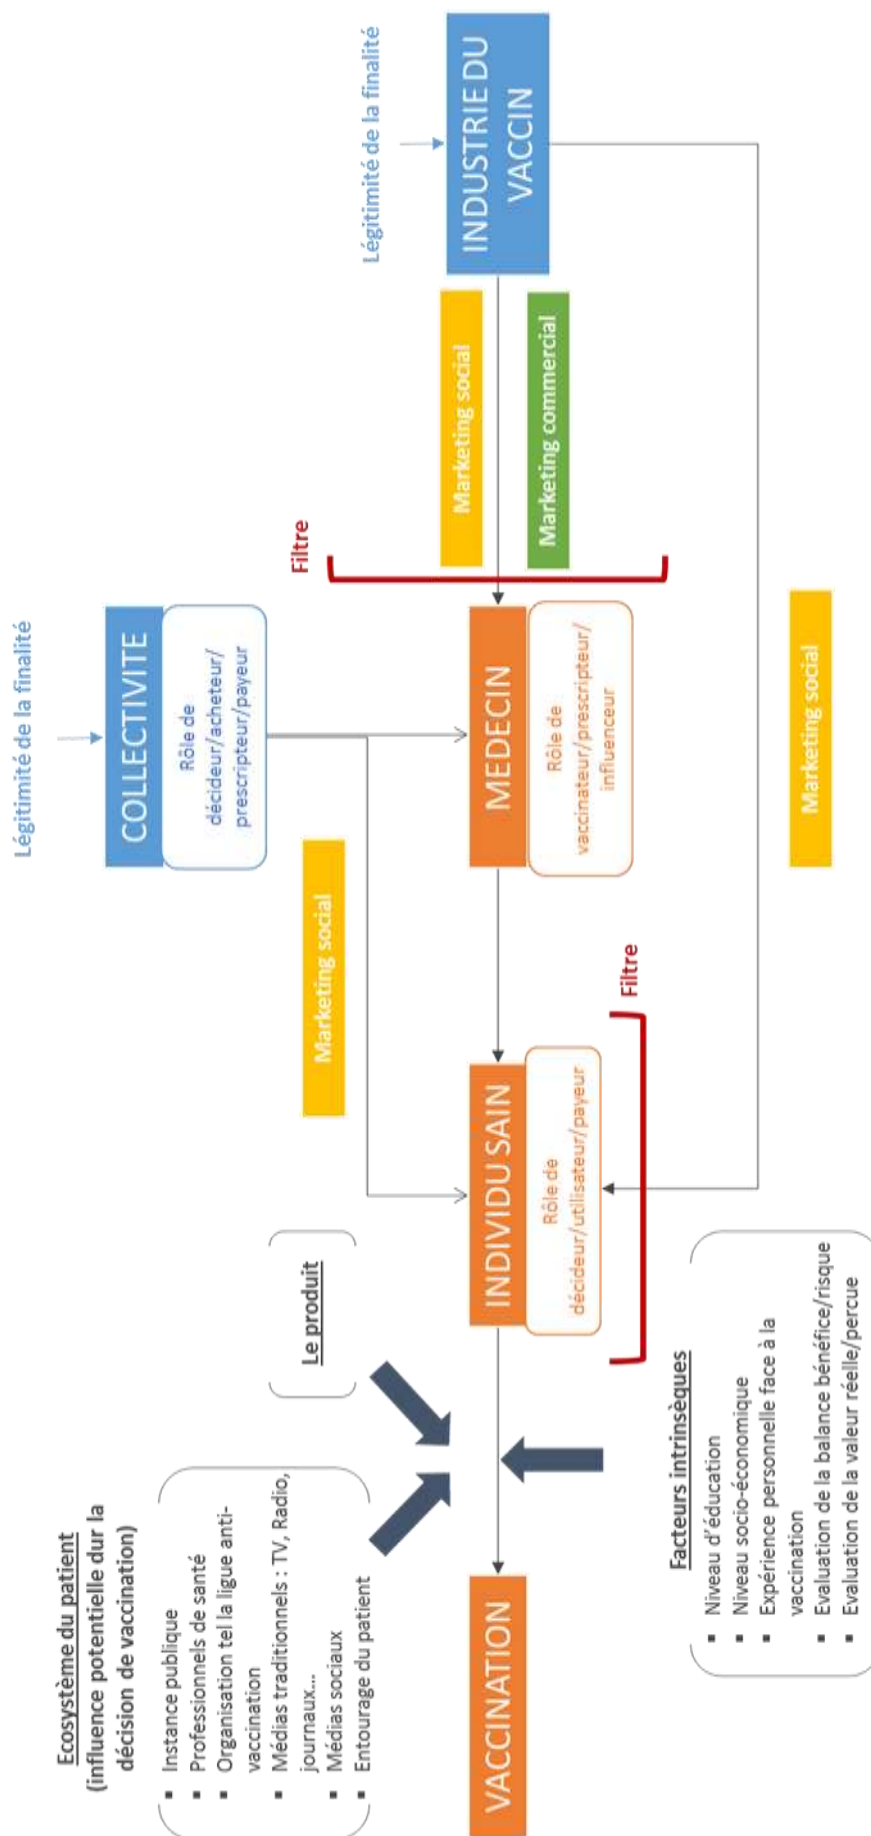 Ecosystème du patient
(influence potentielle dur la
décision de vaccination)
▪ Instance publique
▪ Professionnels de santé
▪ Organisation tel la ligue anti-
vaccination
▪ Médias traditionnels : TV, Radio,
journaux...
▪ Médias sociaux
▪ Entourage du patient
Le produit
Légitimité de la finalité
COLLECTIVITE
Rôle de
décideur/acheteur/
prescripteur/payeur
Marketing social
Filtre
Légitimité de la finalité
INDUSTRIE DU
VACCIN
Marketing social
Marketing commercial
MEDECIN
Rôle de
vaccinateur/prescripteur/
influenceur
INDIVIDU SAIN
Rôle de
décideur/utilisateur/payeur
Filtre
VACCINATION
Marketing social
Facteurs intrinsèques
▪ Niveau d'éducation
▪ Niveau socio-économique
▪ Expérience personnelle face à la
vaccination
▪ Evaluation de la balance bénéfice/risque
▪ Evaluation de la valeur réelle/percue